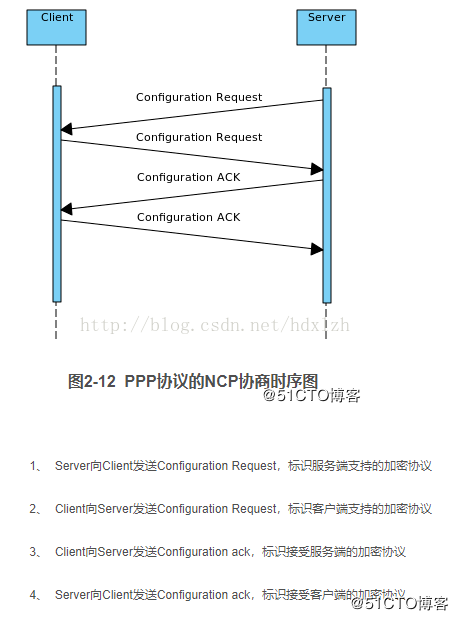 Client Server
Configuration Request
Configuration Request
Configuration ACK
Configuration ACK
http://blog.csdn.net/hdxlzh
图2-12 PPP协议的NCP协商时序图
@51CTO博客
1、 Server向Client发送Configuration Request，标识服务端支持的加密协议
2、 Client向Server发送Configuration Request，标识客户端支持的加密协议
3、 Client向Server发送Configuration ack，标识接受服务端的加密协议
4、 Server向Client发送Configuration ack，标识接受客户端的加密协议
@51CTO博客